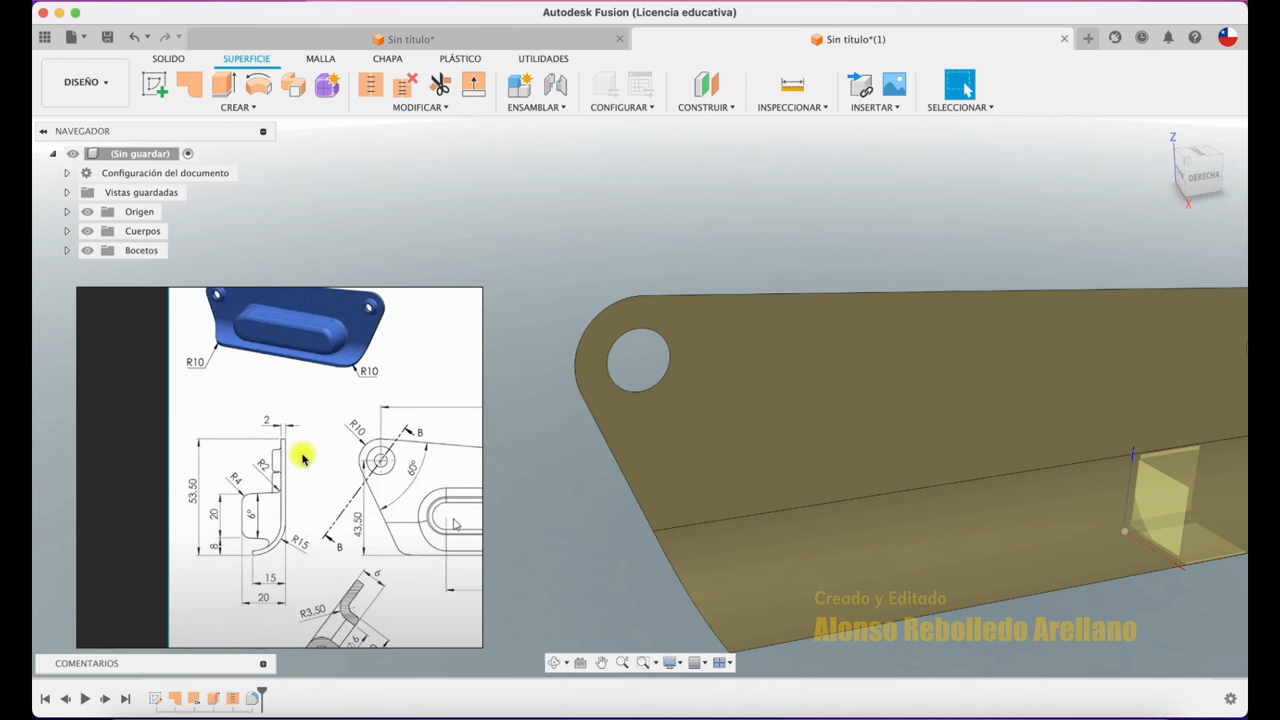 Autodesk Fusion (Licencia educativa)
Sin título*
Sin título*(1)
DISEÑO
SOLIDO
SUPERFICIE
MALLA
CHAPA
PLÁSTICO
UTILIDADES
CREAR
MODIFICAR
ENSAMBLAR
CONFIGURAR
CONSTRUIR
INSPECCIONAR
INSERTAR
SELECCIONAR
NAVEGADOR
(Sin guardar)
Configuración del documento
Vistas guardadas
Origen
Cuerpos
Bocetos
Z
DERECHA
X
R10
R10
2
R10
B
R2
60°
R4
53,50
20
6°
43,50
R15
8
B
15
20
6
R3,50
6
Creado y Editado
Alonso Rebolledo Arellano
COMENTARIOS